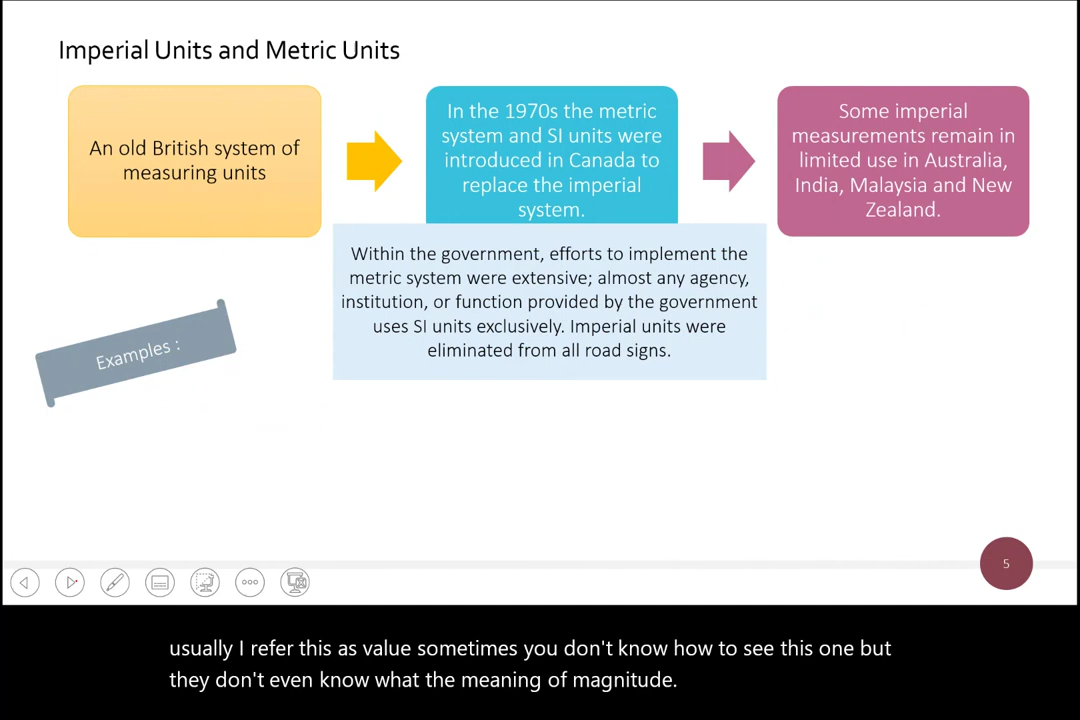 Imperial Units and Metric Units
An old British system of
measuring units
In the 1970s the metric
system and SI units were
introduced in Canada to
replace the imperial
system.
Some imperial
measurements remain in
limited use in Australia,
India, Malaysia and New
Zealand.
Within the government, efforts to implement the
metric system were extensive; almost any agency,
institution, or function provided by the government
uses SI units exclusively. Imperial units were
eliminated from all road signs.
Examples :
5
usually I refer this as value sometimes you don't know how to see this one but
they don't even know what the meaning of magnitude.